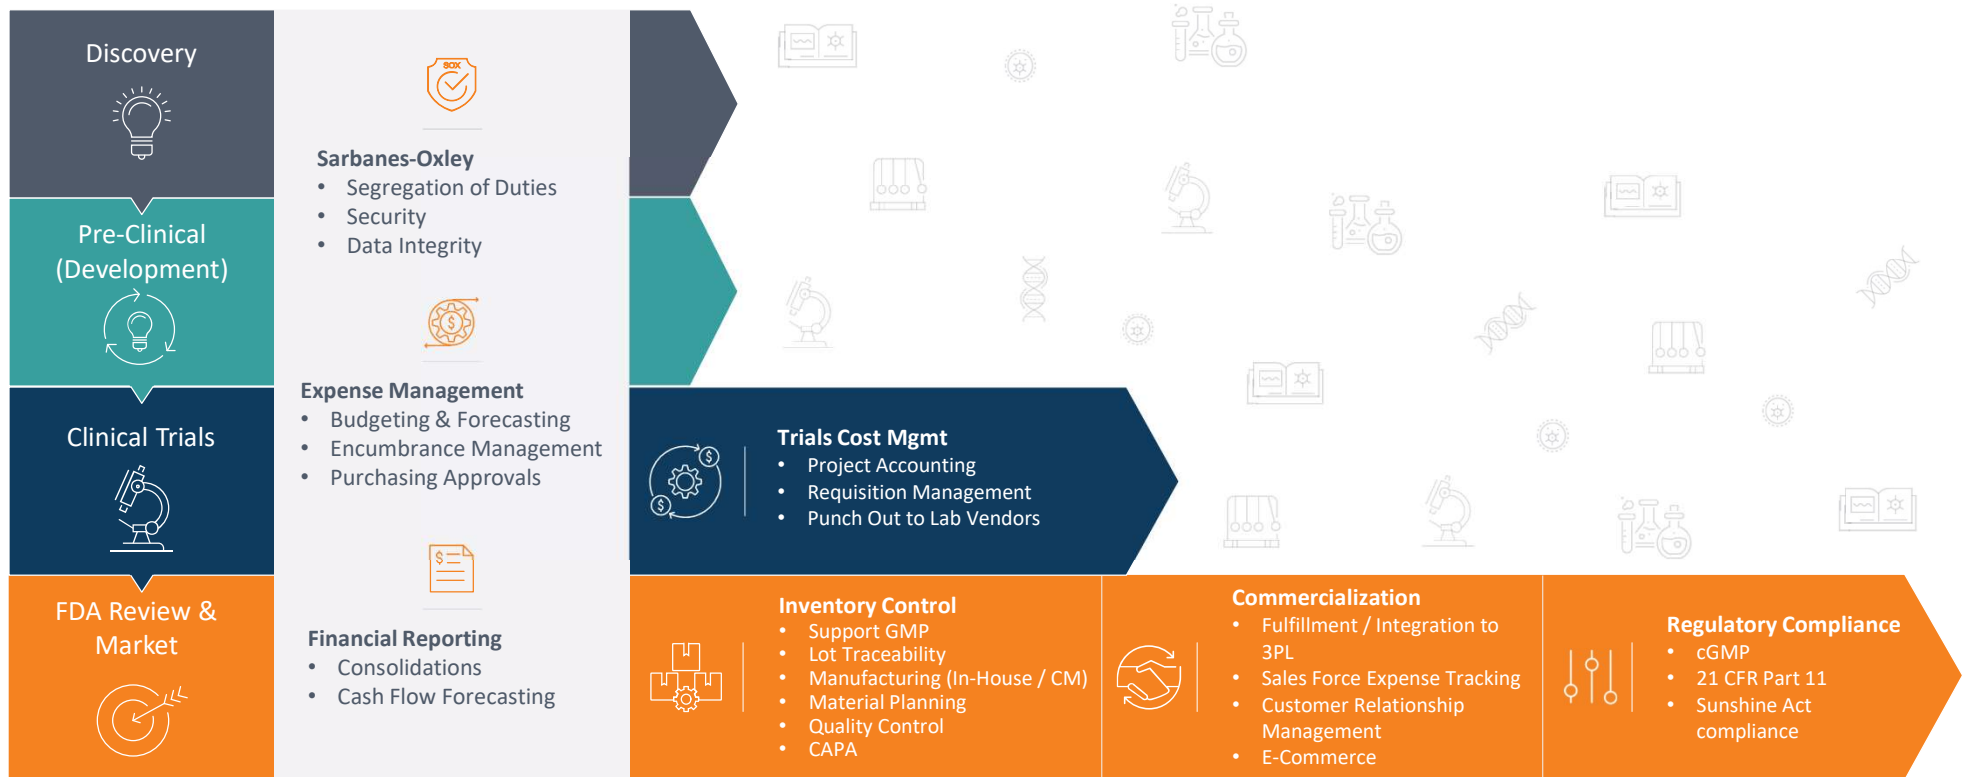 Discovery
Pre-Clinical
(Development)
Clinical Trials
FDA Review &
Market
SOX
Sarbanes-Oxley
• Segregation of Duties
• Security
• Data Integrity
$
Expense Management
• Budgeting & Forecasting
• Encumbrance Management
• Purchasing Approvals
$
Financial Reporting
• Consolidations
• Cash Flow Forecasting
$
$
Trials Cost Mgmt
• Project Accounting
• Requisition Management
• Punch Out to Lab Vendors
Inventory Control
• Support GMP
• Lot Traceability
• Manufacturing (In-House / CM)
• Material Planning
• Quality Control
• CAPA
Commercialization
• Fulfillment / Integration to
3PL
• Sales Force Expense Tracking
• Customer Relationship
Management
• E-Commerce
Regulatory Compliance
• cGMP
• 21 CFR Part 11
• Sunshine Act
compliance